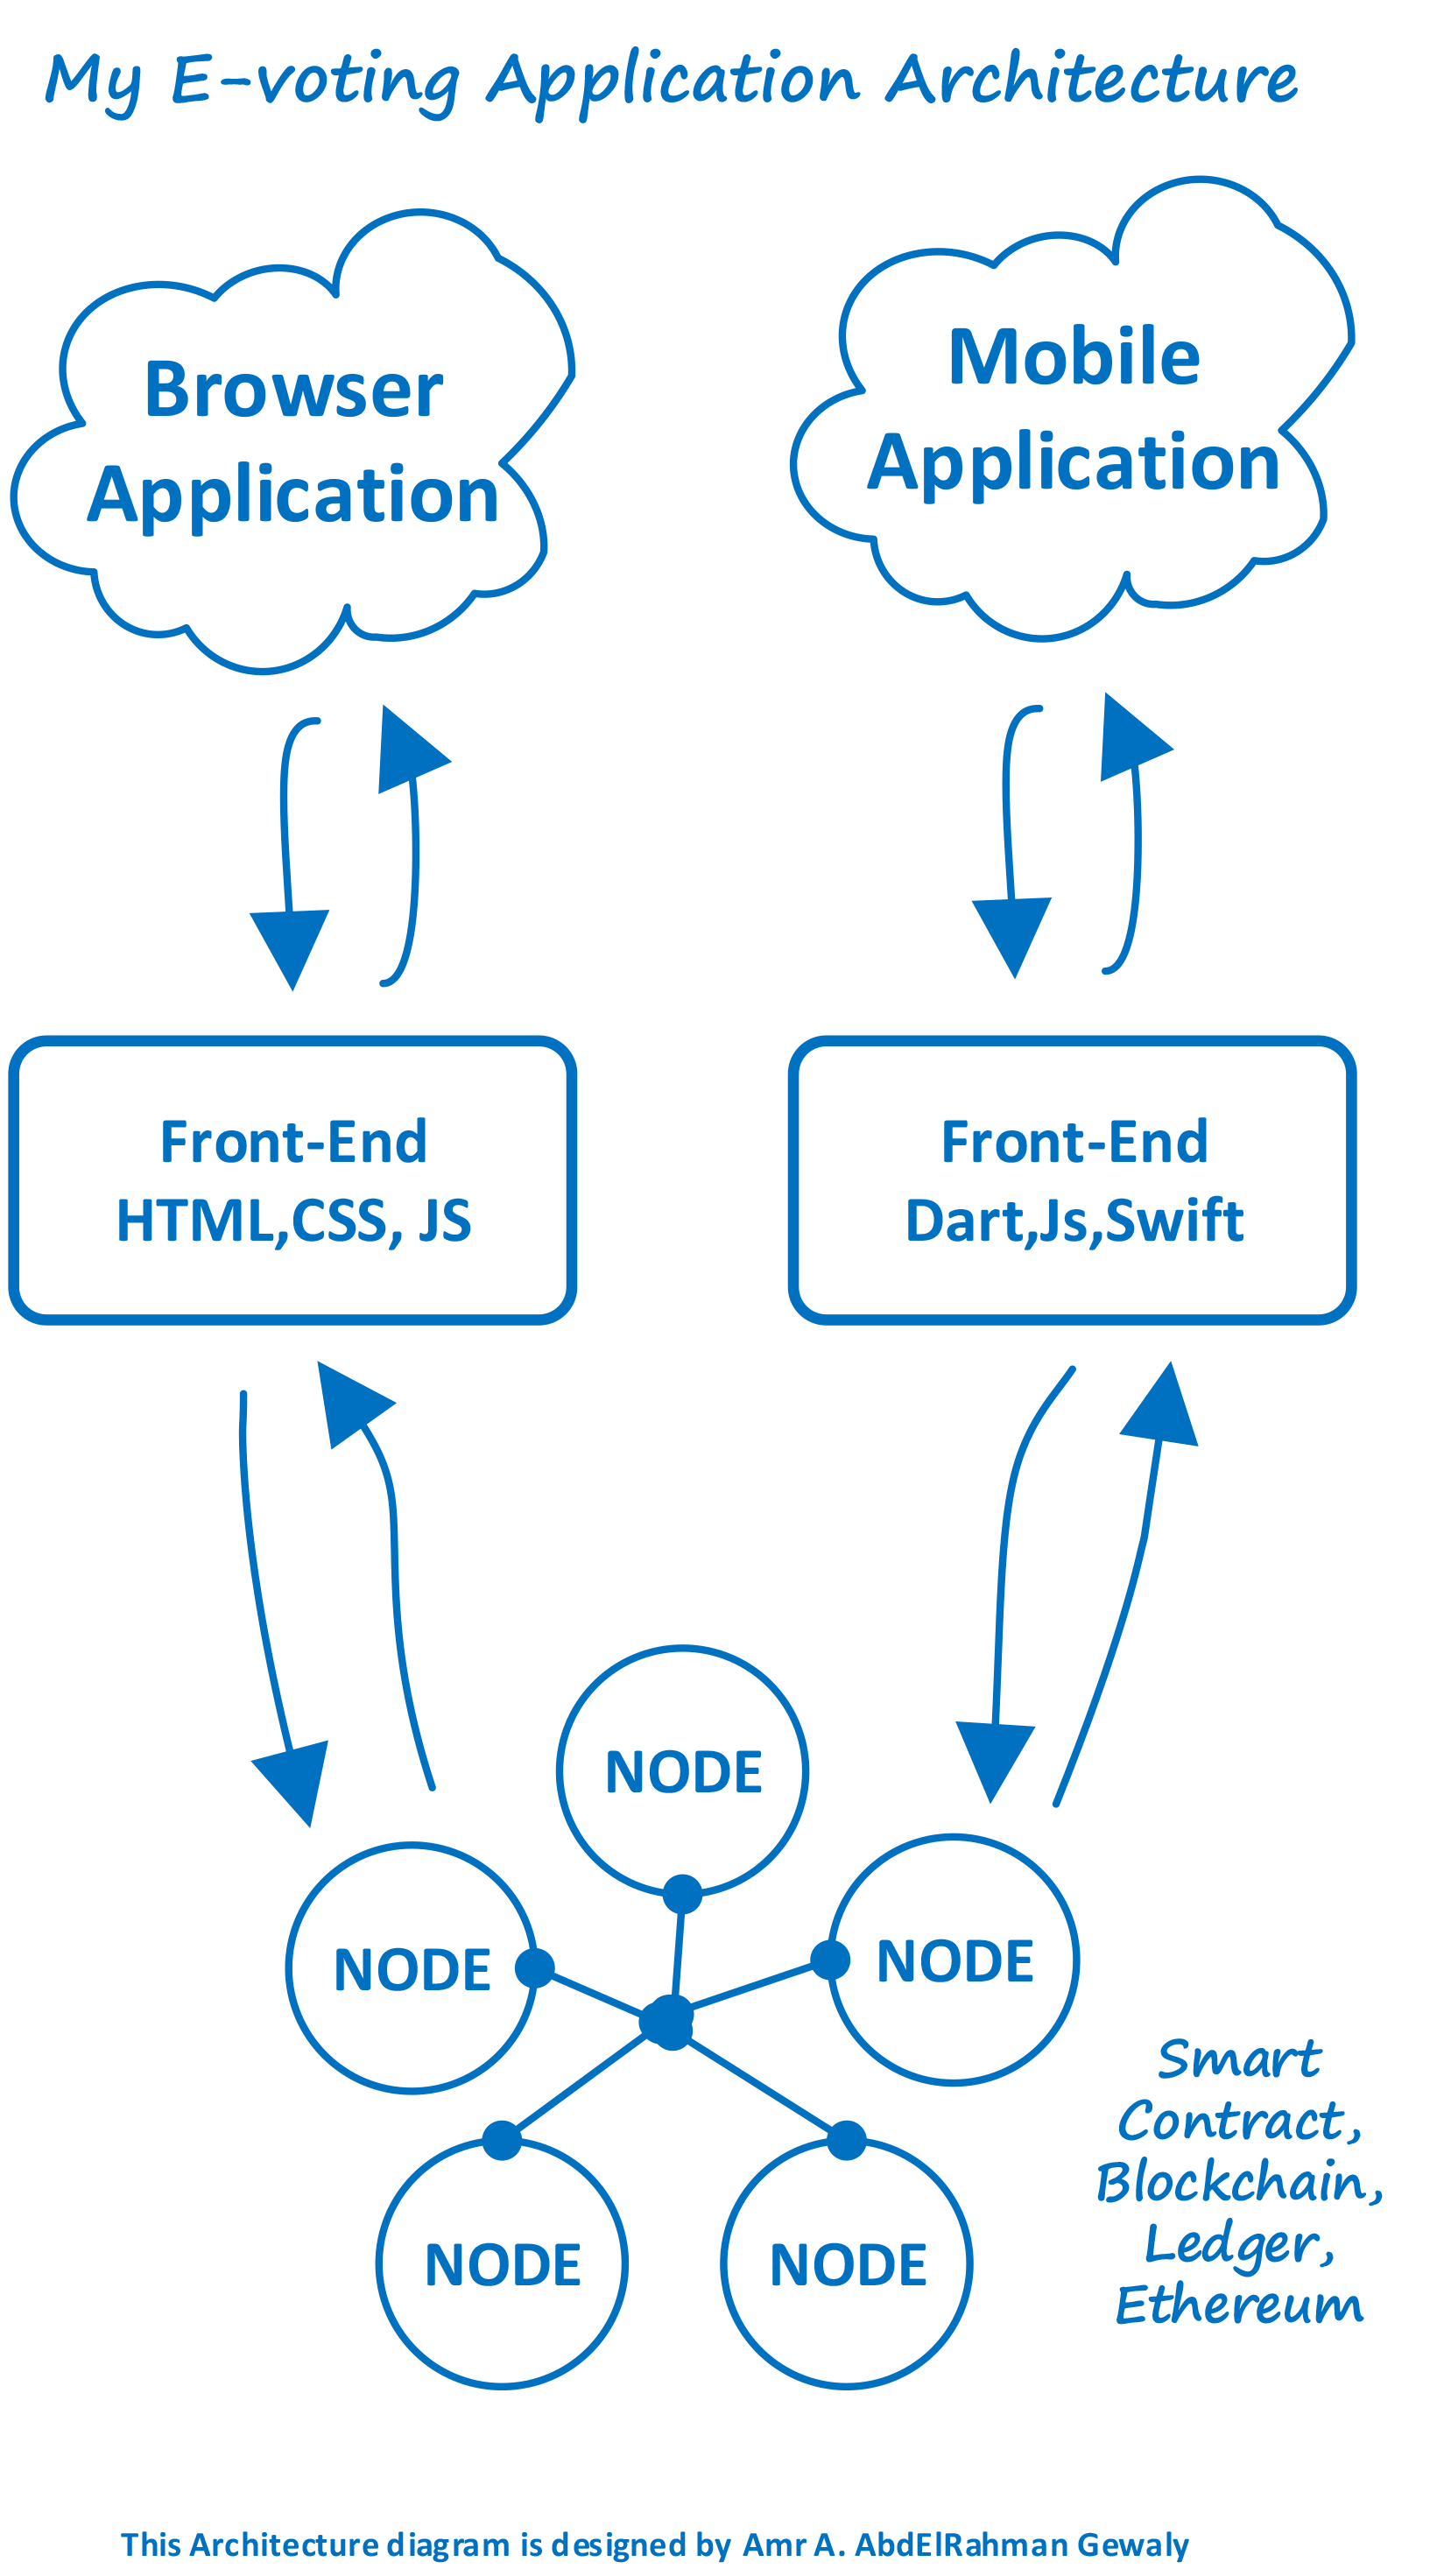 My E-voting Application Architecture
Browser
Application
Mobile
Application
Front-End
HTML,CSS, JS
Front-End
Dart,Js,Swift
NODE
NODE
NODE
NODE
NODE
Smart
Contract,
Blockchain,
Ledger,
Ethereum
This Architecture diagram is designed by Amr A. AbdElRahman Gewaly